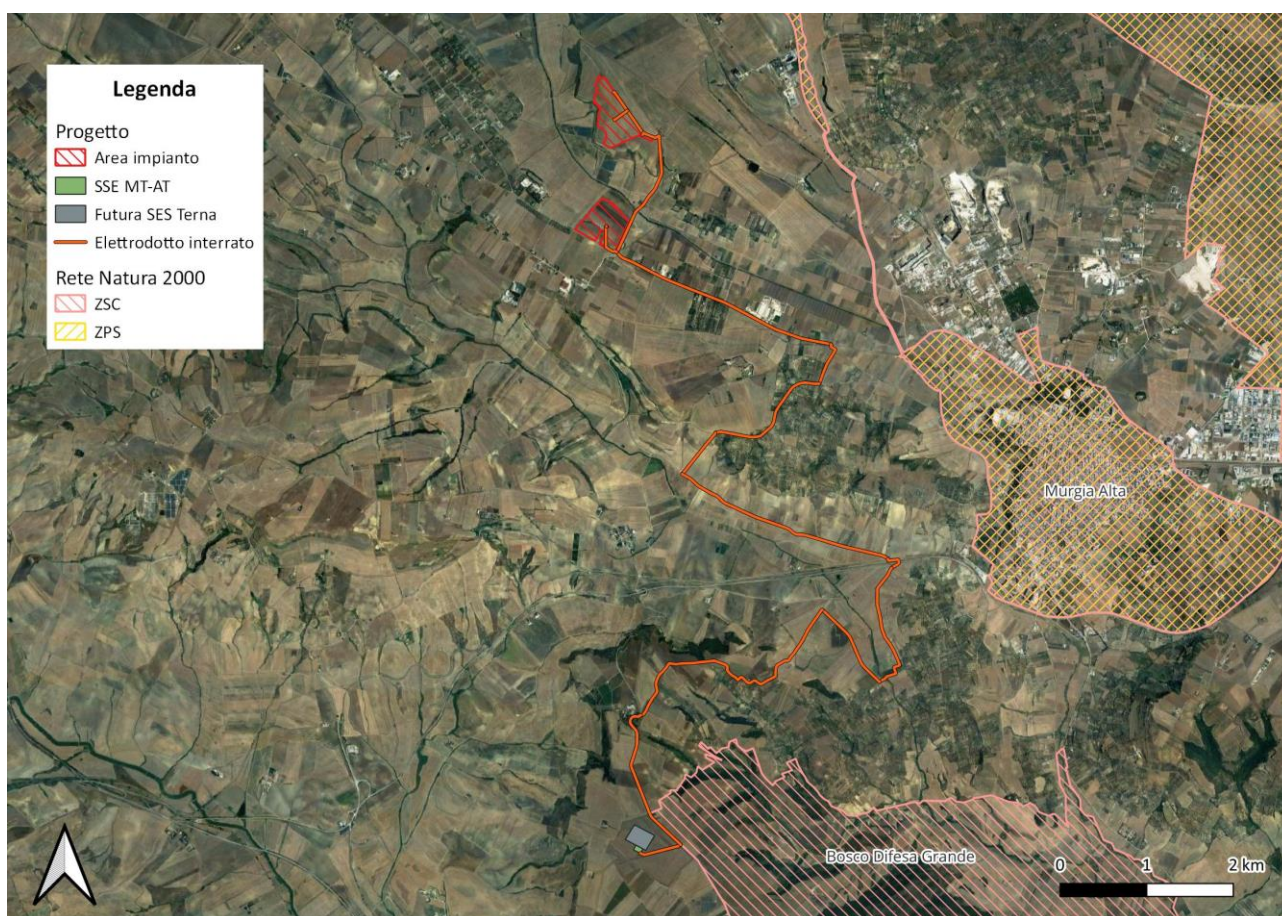 Legenda
Progetto
Area impianto
SSE MT-AT
Futura SES Terna
Elettrodotto interrato
Rete Natura 2000
ZSC
ZPS
Murgia Alta
Bosco Difesa Grande
0 1 2 km